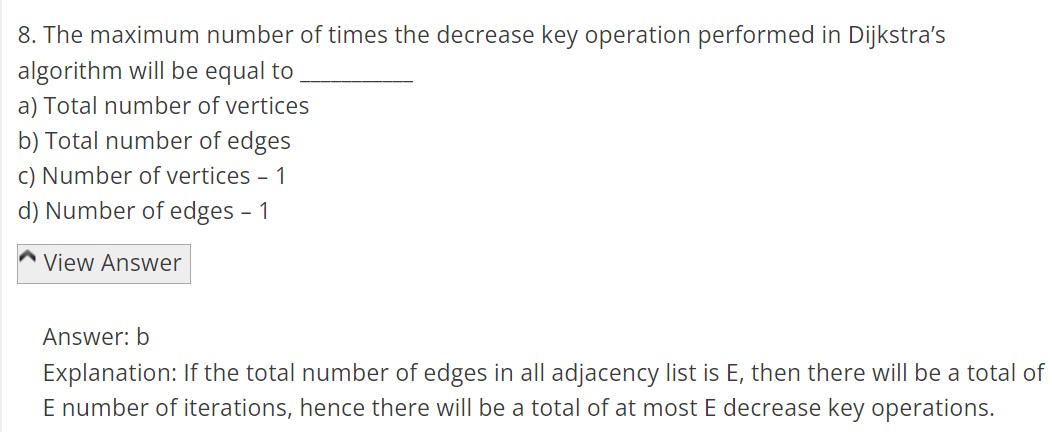 8. The maximum number of times the decrease key operation performed in Dijkstra’s
algorithm will be equal to ___________
a) Total number of vertices
b) Total number of edges
c) Number of vertices – 1
d) Number of edges – 1
View Answer
Answer: b
Explanation: If the total number of edges in all adjacency list is E, then there will be a total of
E number of iterations, hence there will be a total of at most E decrease key operations.